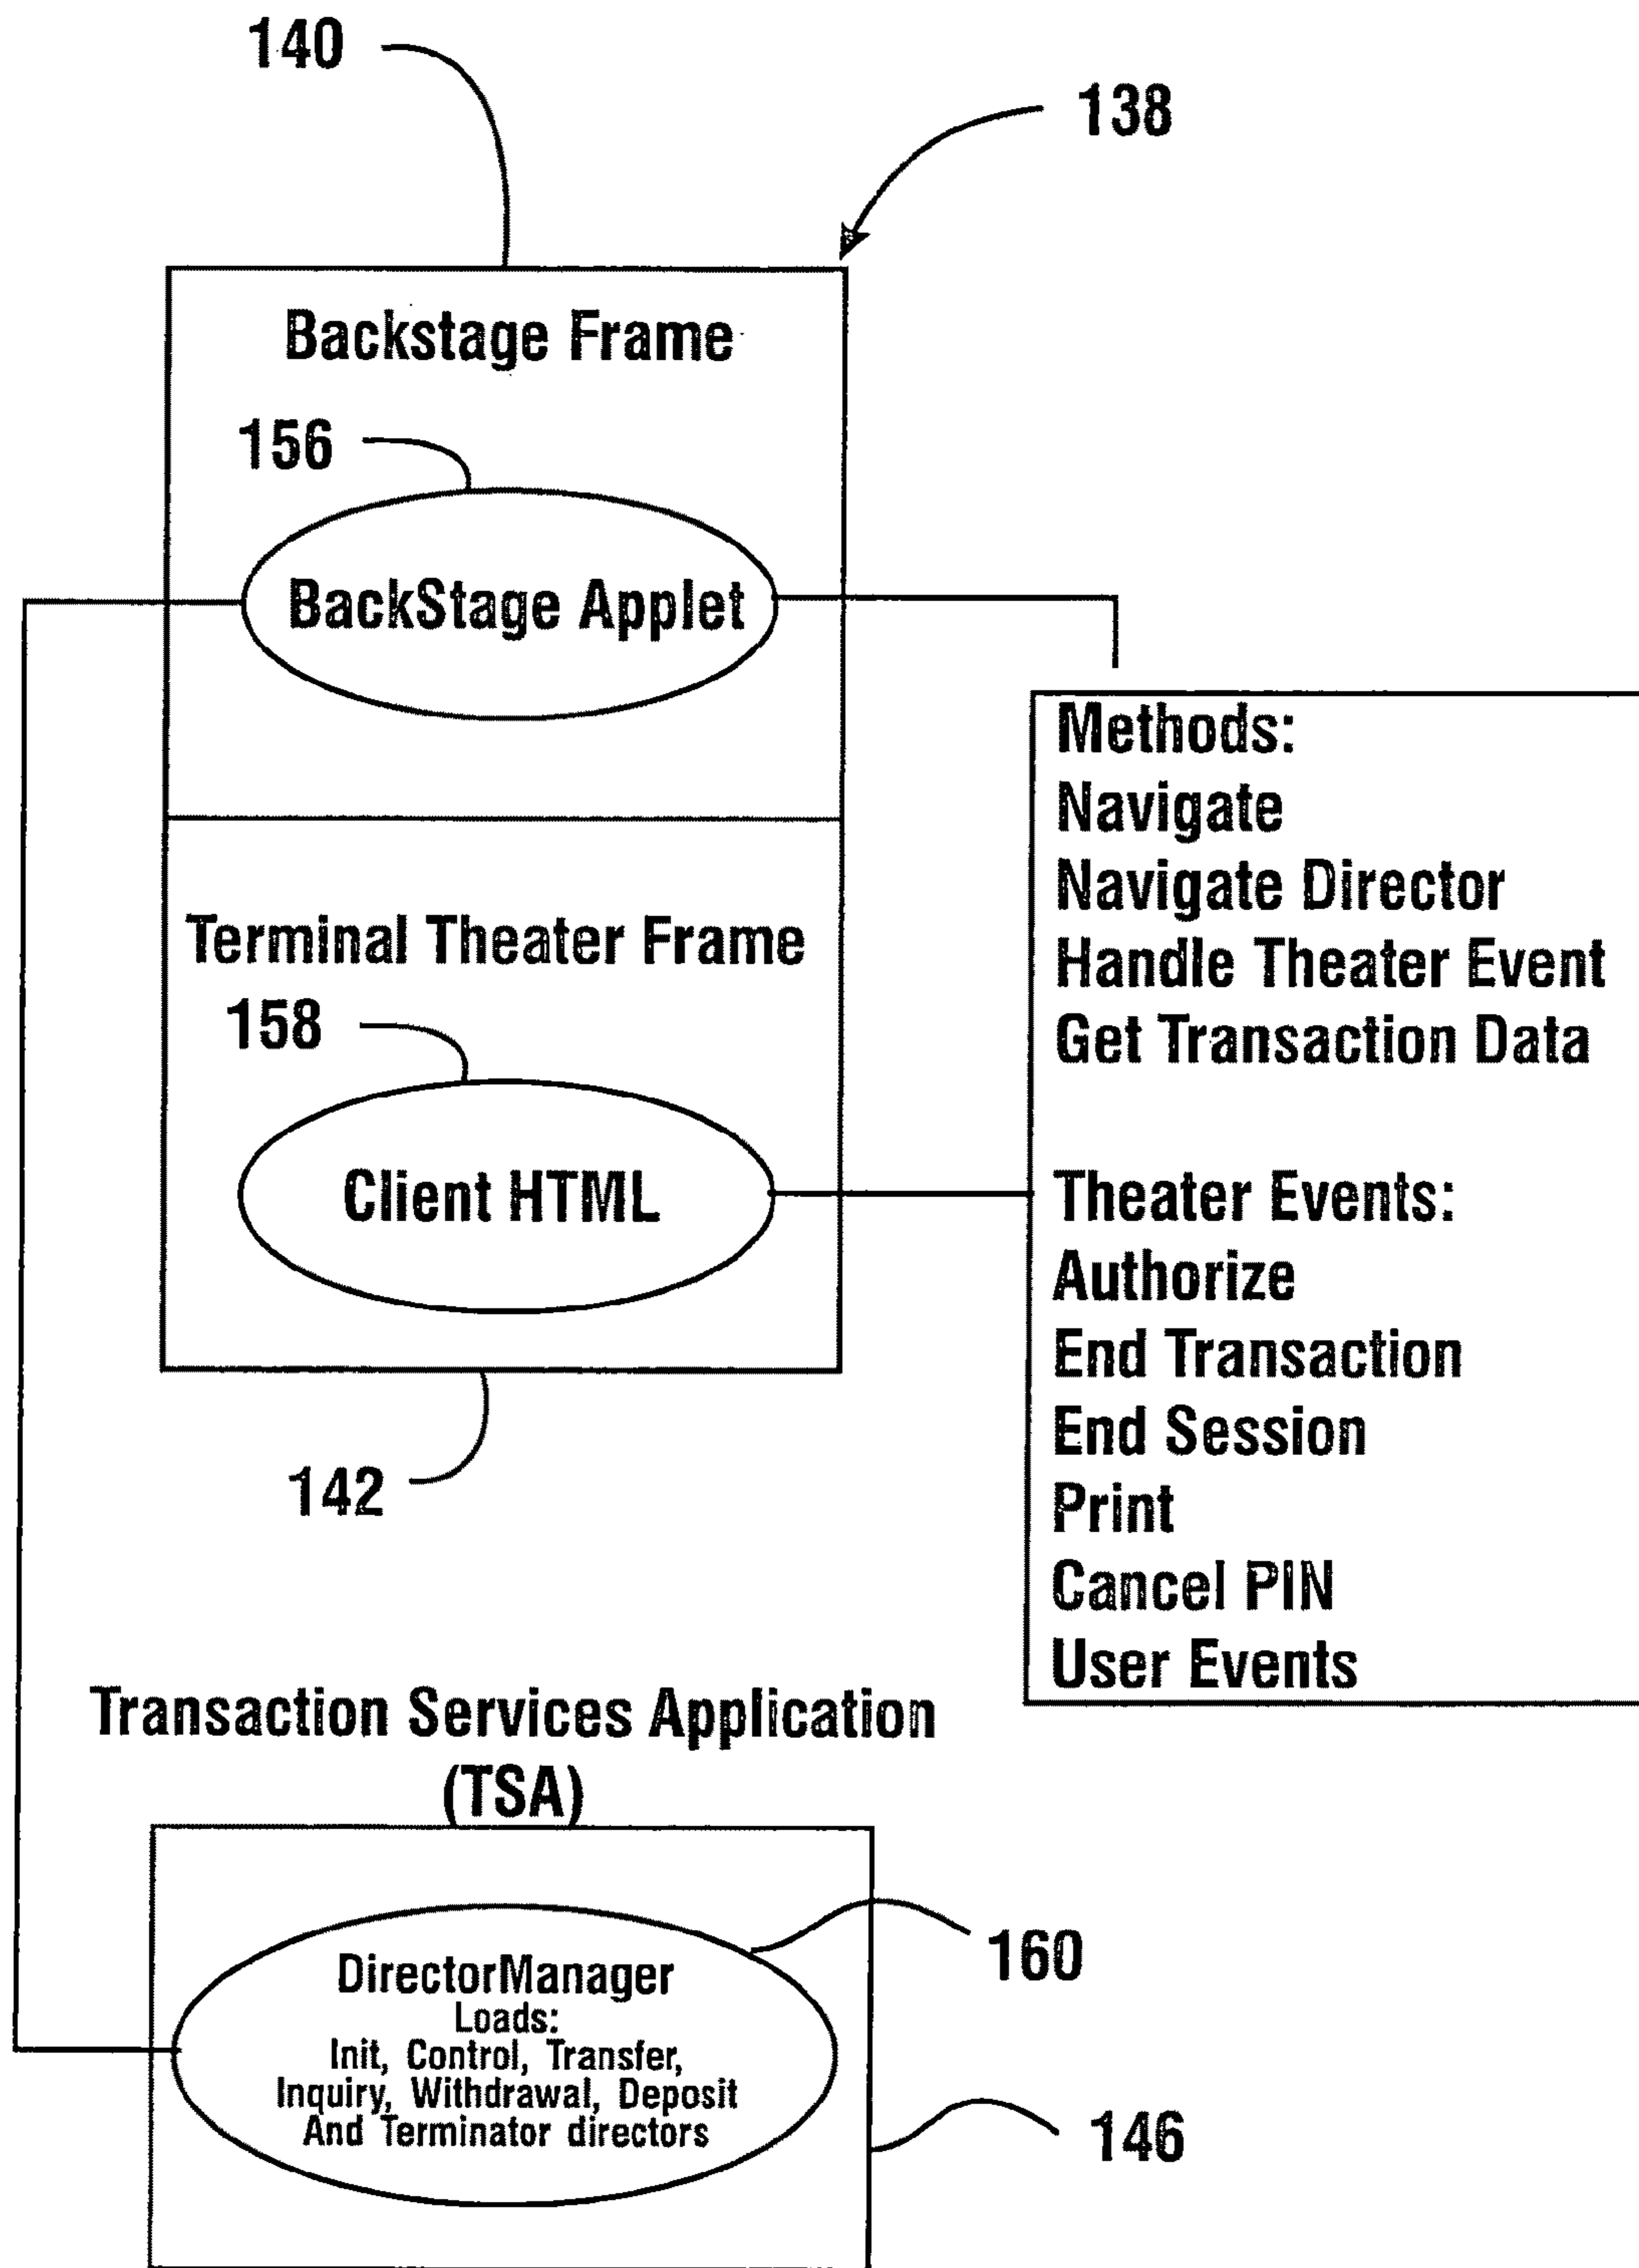 140
138
Backstage Frame
156
BackStage Applet
Terminal Theater Frame
158
Client HTML
142
Methods:
Navigate
Navigate Director
Handle Theater Event
Get Transaction Data
Theater Events:
Authorize
End Transaction
End Session
Print
Cancel PIN
User Events
Transaction Services Application
(TSA)
DirectorManager
Loads:
Init, Control, Transfer,
Inquiry, Withdrawal, Deposit
And Terminator directors
160
146